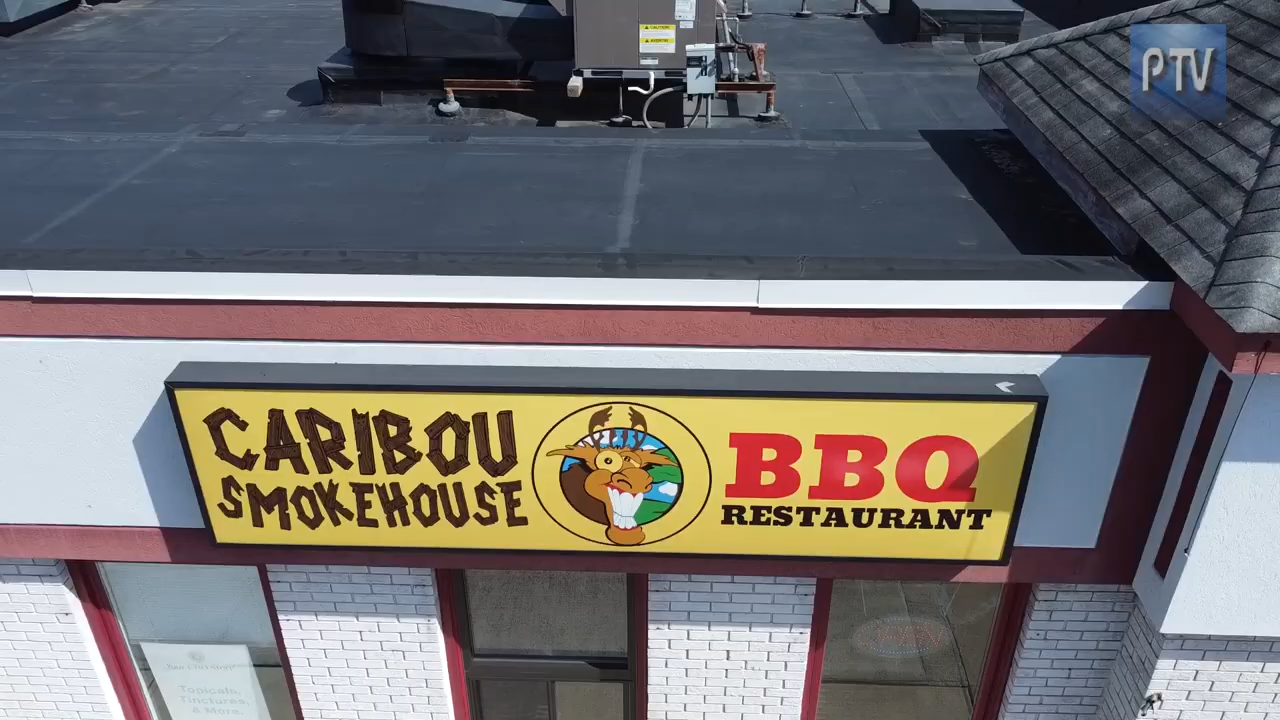 PTV
CARIBOU
SMOKEHOUSE
BBQ
RESTAURANT
Topicals,
Tinctures,
& More.